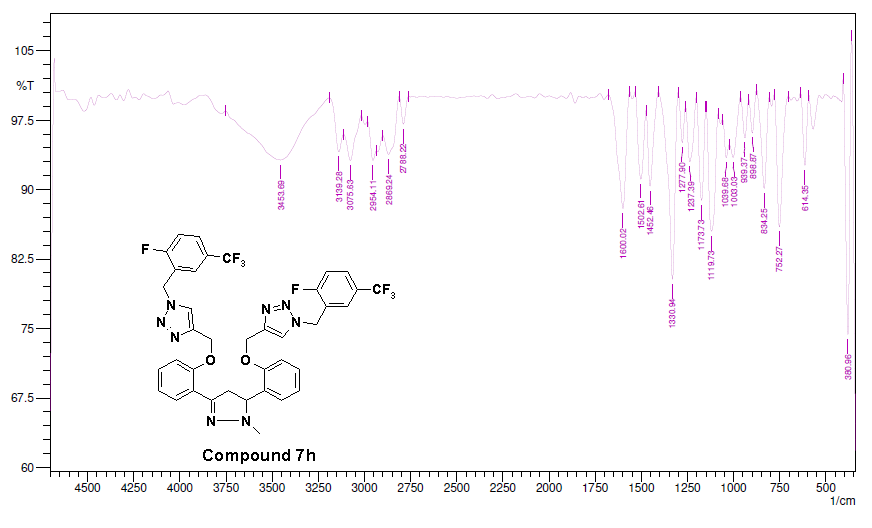 105
%T
97.5
90
82.5
75
67.5
60
3453.69
3139.28
3075.63
2954.11
2869.24
2788.22
1600.02
1502.61
1452.46
1330.94
1277.90
1237.39
1173.73
1119.73
1039.68
1003.03
939.37
898.87
834.25
752.27
614.35
380.96
F
CF3
N
N
N
O
F
CF3
N
N
N
O
N
N
Compound 7h
4500
4250
4000
3750
3500
3250
3000
2750
2500
2250
2000
1750
1500
1250
1000
750
500
1/cm